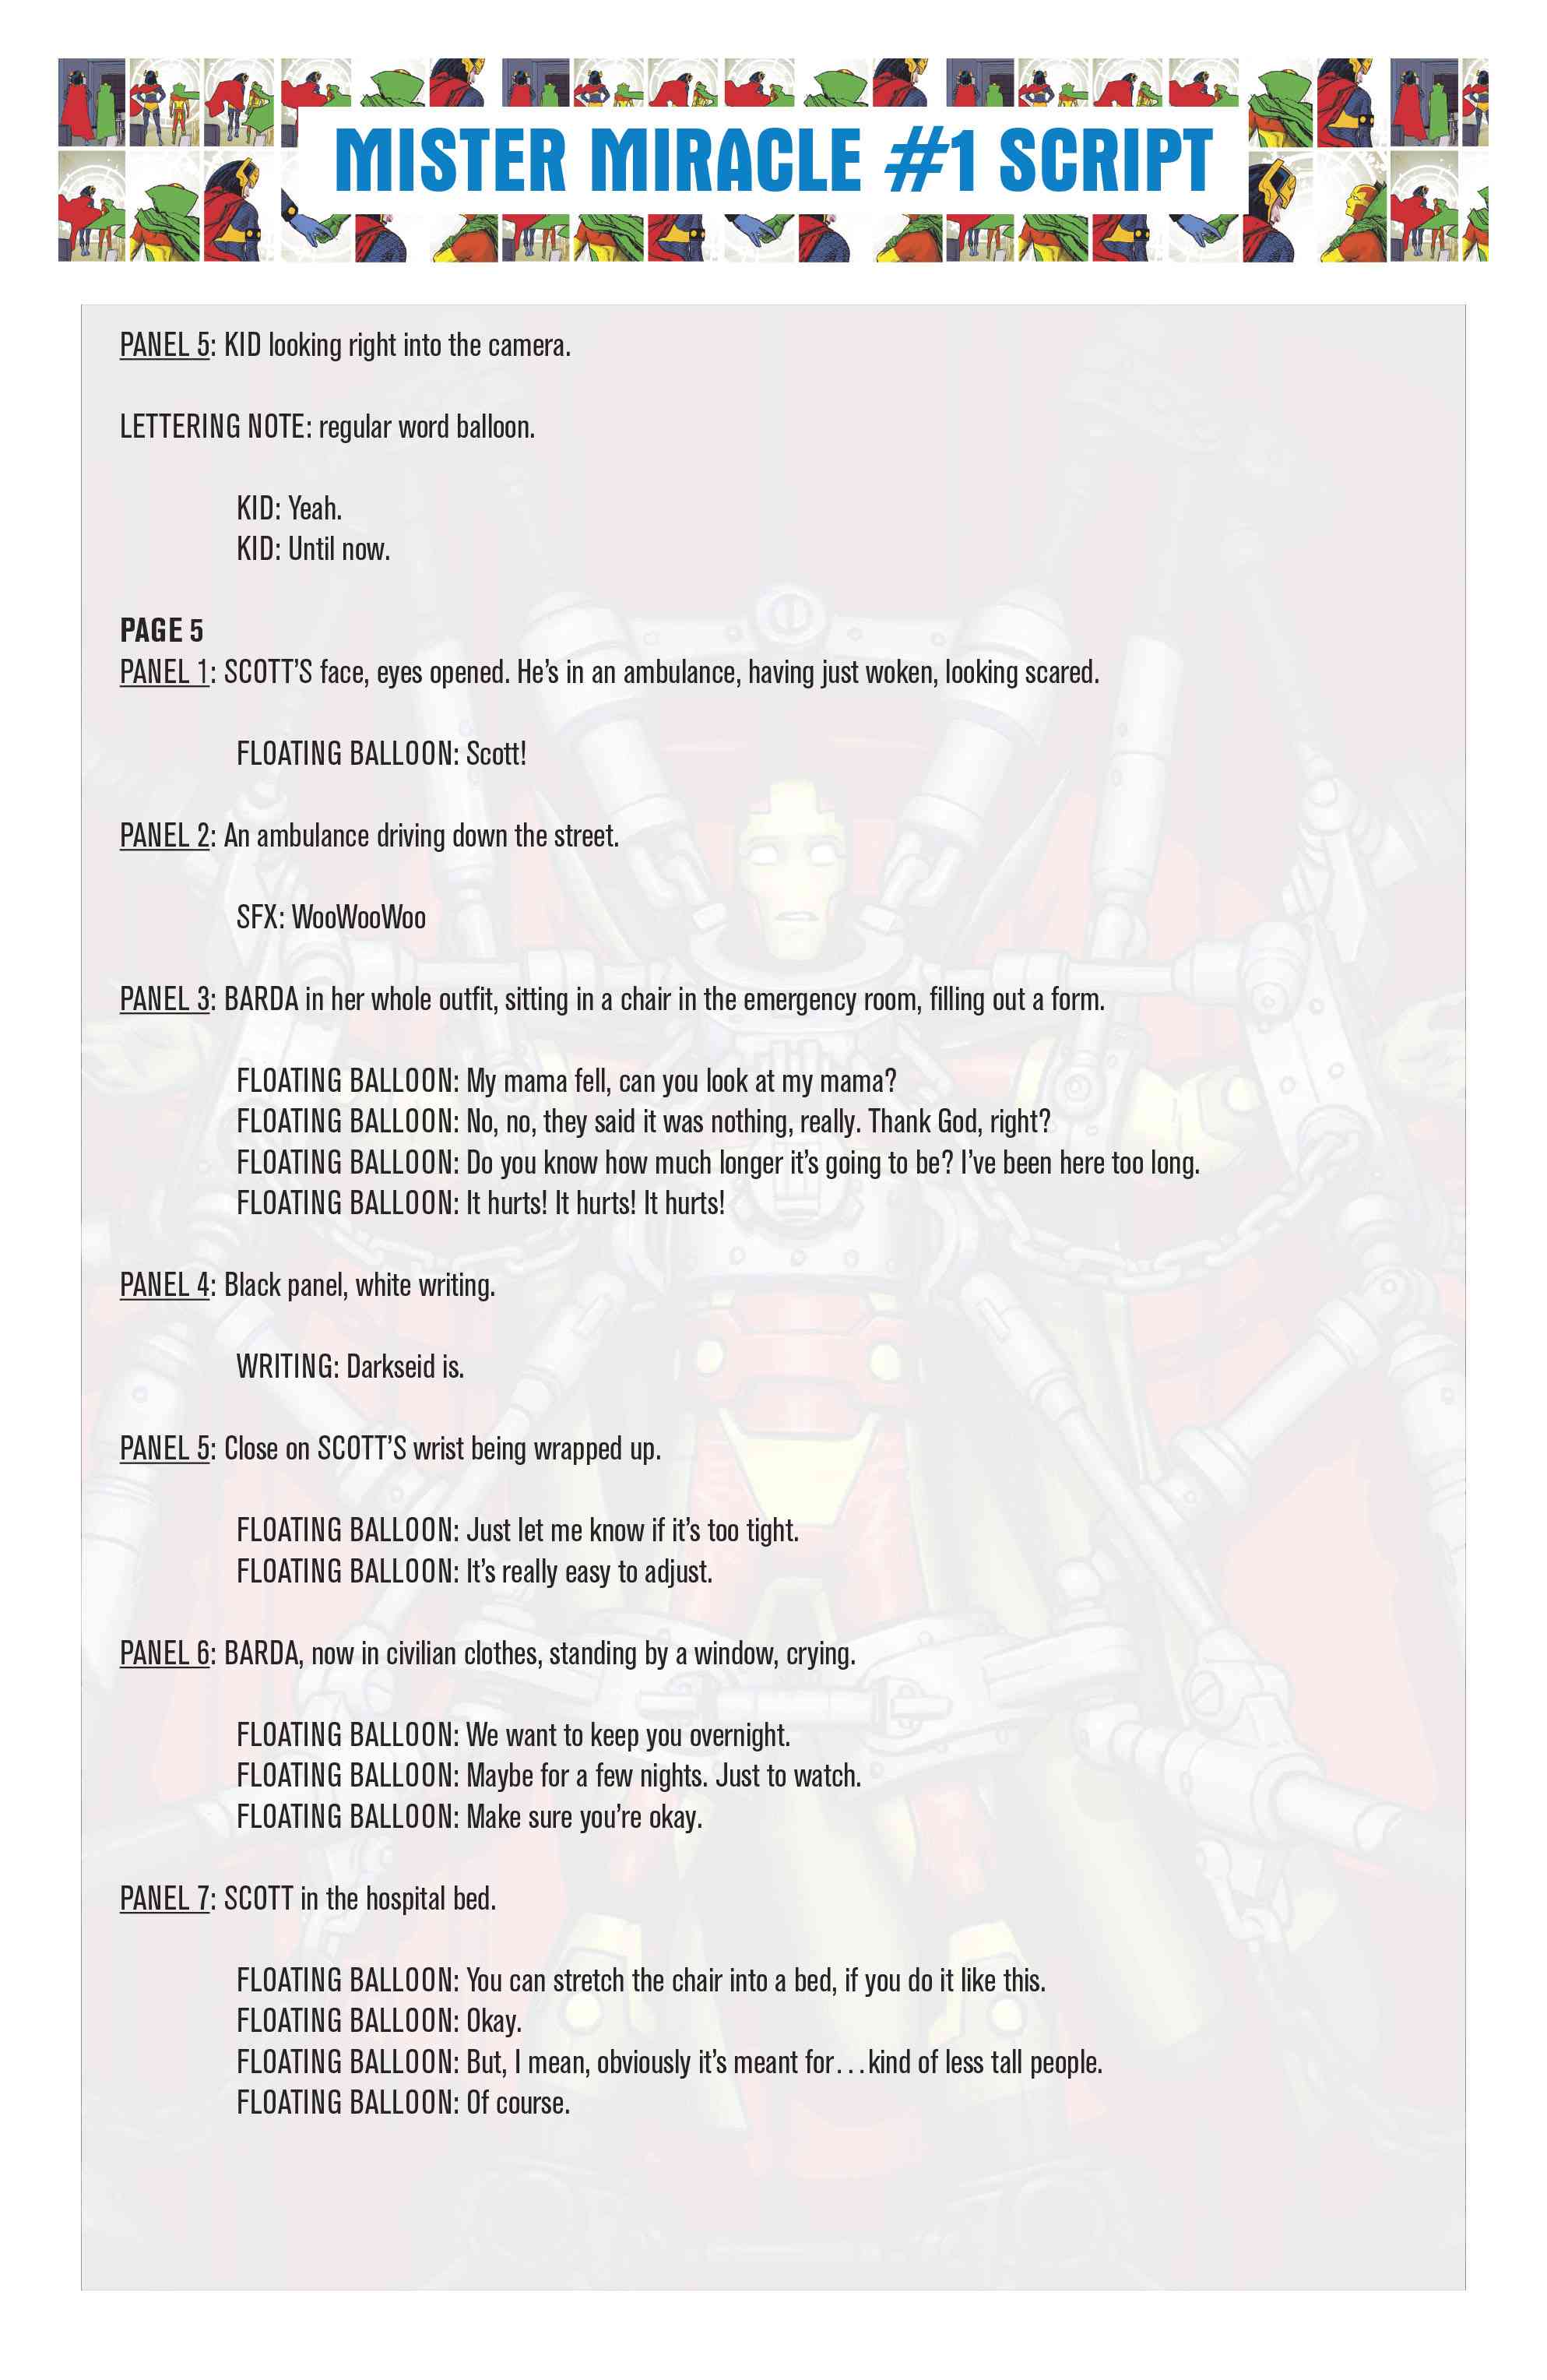 MISTER MIRACLE #1 SCRIPT
PANEL 5: KID looking right into the camera.
LETTERING NOTE: regular word balloon.
KID: Yeah.
KID: Until now.
PAGE 5
PANEL 1: SCOTT’S face, eyes opened. He’s in an ambulance, having just woken, looking scared.
FLOATING BALLOON: Scott!
PANEL 2: An ambulance driving down the street.
SFX: WooWooWoo
PANEL 3: BARDA in her whole outfit, sitting in a chair in the emergency room, filling out a form.
FLOATING BALLOON: My mama fell, can you look at my mama?
FLOATING BALLOON: No, no, they said it was nothing, really. Thank God, right?
FLOATING BALLOON: Do you know how much longer it’s going to be? I’ve been here too long.
FLOATING BALLOON: It hurts! It hurts! It hurts!
PANEL 4: Black panel, white writing.
WRITING: Darkseid is.
PANEL 5: Close on SCOTT’S wrist being wrapped up.
FLOATING BALLOON: Just let me know if it’s too tight.
FLOATING BALLOON: It’s really easy to adjust.
PANEL 6: BARDA, now in civilian clothes, standing by a window, crying.
FLOATING BALLOON: We want to keep you overnight.
FLOATING BALLOON: Maybe for a few nights. Just to watch.
FLOATING BALLOON: Make sure you’re okay.
PANEL 7: SCOTT in the hospital bed.
FLOATING BALLOON: You can stretch the chair into a bed, if you do it like this.
FLOATING BALLOON: Okay.
FLOATING BALLOON: But, I mean, obviously it’s meant for...kind of less tall people.
FLOATING BALLOON: Of course.